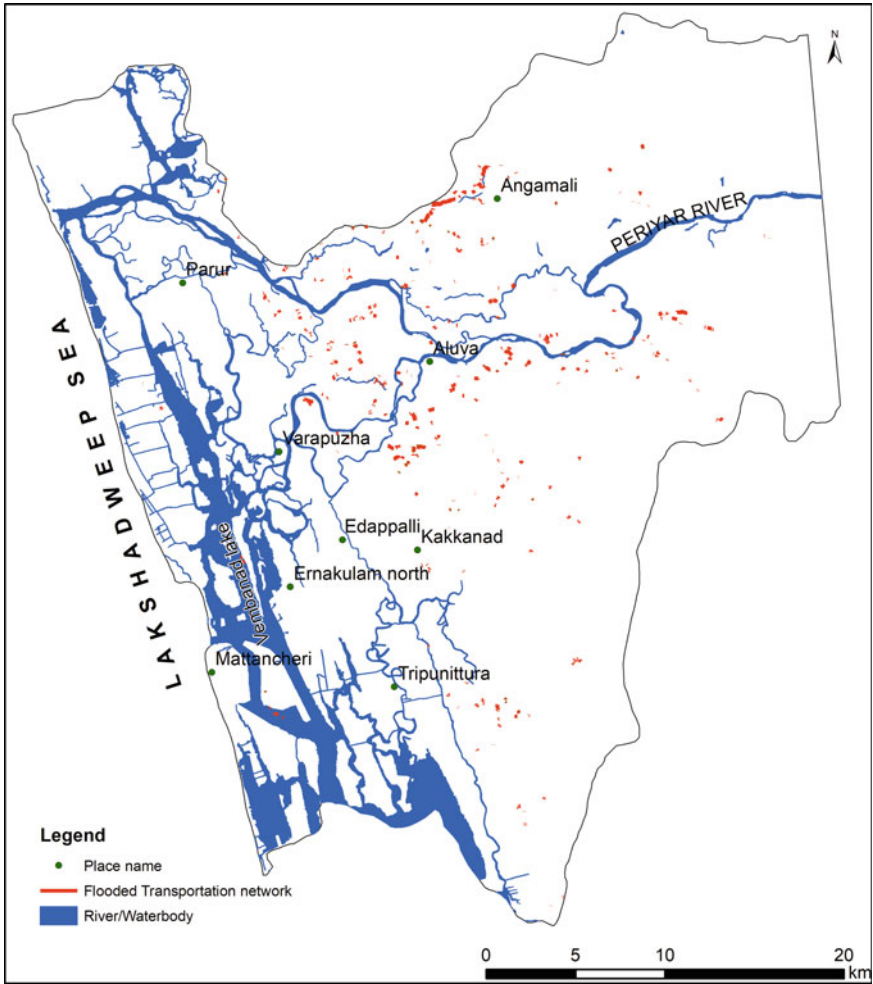 N
Angamali
PERIYAR RIVER
Parur
Aluva
LAKSHADWEEP SEA
Varapuzha
Edappalli
Kakkanad
Vembanad lake
Ernakulam north
Mattancheri
Tripunittura
Legend
Place name
Flooded Transportation network
River/Waterbody
0 5 10 20
km